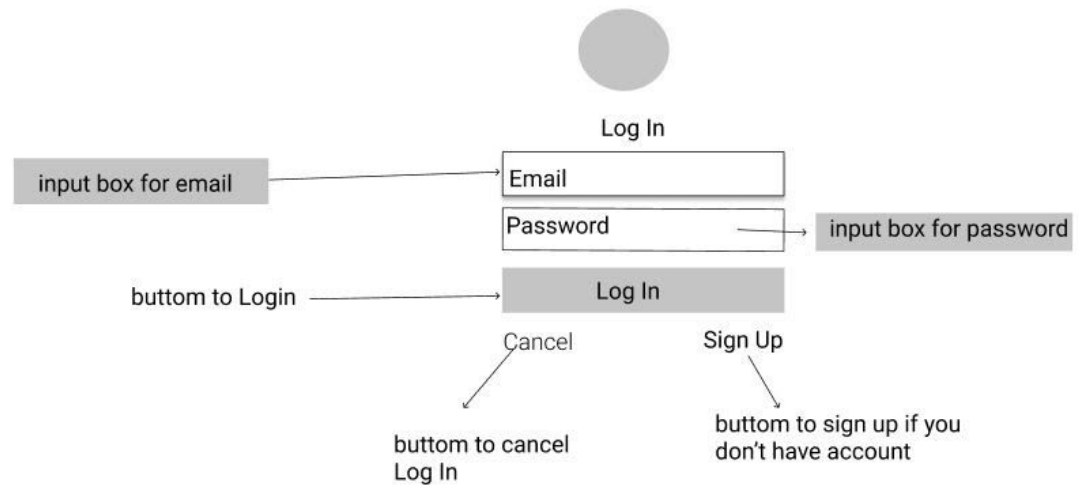 Log In
input box for email
Email
Password
input box for password
buttom to Login
Log In
Cancel
Sign Up
buttom to cancel
Log In
buttom to sign up if you
don't have account